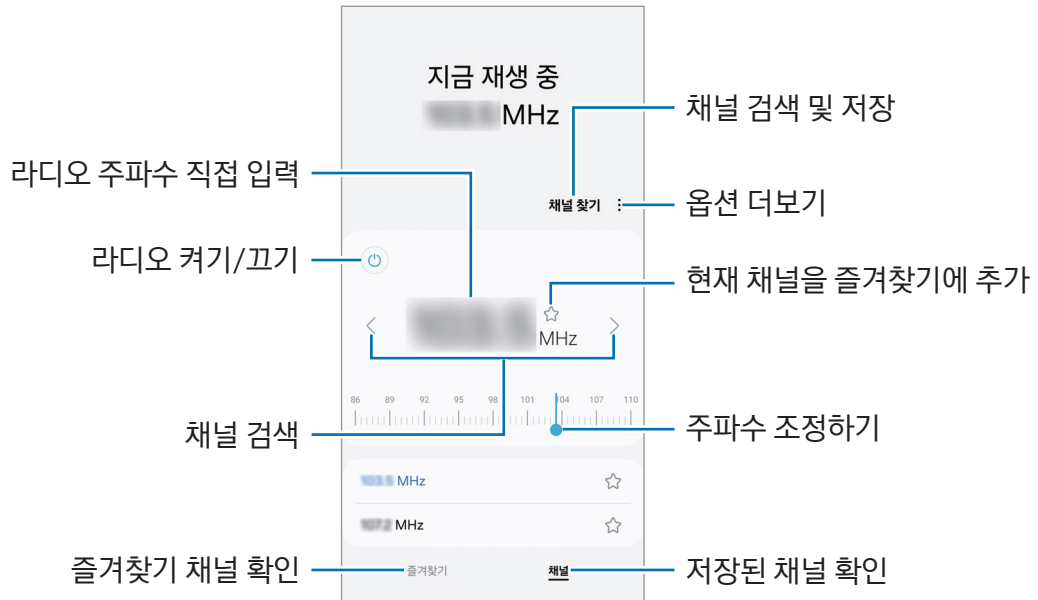 지금 재생 중
MHz
채널 검색 및 저장
라디오 주파수 직접 입력
채널 찾기
옵션 더보기
라디오 켜기/끄기
현재 채널을 즐겨찾기에 추가
MHz
86 89 92 95 98 101 104 107 110
채널 검색
주파수 조정하기
MHz
MHz
즐겨찾기 채널 확인
즐겨찾기
채널
저장된 채널 확인